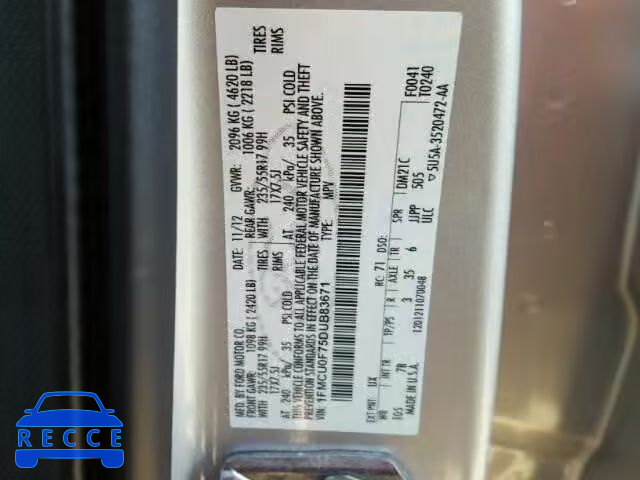 MFD. BY FORD MOTOR CO. DATE: 11/12 GVWR: 2096 KG ( 4620 LB)
FRONT GAWR: 1098 KG ( 2420 LB) REAR GAWR: 1006 KG ( 2218 LB)
235/55R17 99H TIRES WITH 235/55R17 99H TIRES
17X7.5J RIMS 17X7.5J RIMS
AT 240 kPa/ 35 PSI COLD AT 240 kPa/ 35 PSI COLD
THIS VEHICLE CONFORMS TO ALL APPLICABLE FEDERAL MOTOR VEHICLE SAFETY AND THEFT
PREVENTION STANDARDS IN EFFECT ON THE DATE OF MANUFACTURE SHOWN ABOVE.
VIN: 1FMCU0F75DUB83671 TYPE: MPV
F0041
T0240
EXT PNT: UX RC: 71 DSO:
WB INT TR TP/PS R AXLE TR SPR DM21C
TDS 7B 3 35 6 JJPP 505
MADE IN U.S.A. ULC
12D1211070048
5U5A-3520472-AA
RECCE